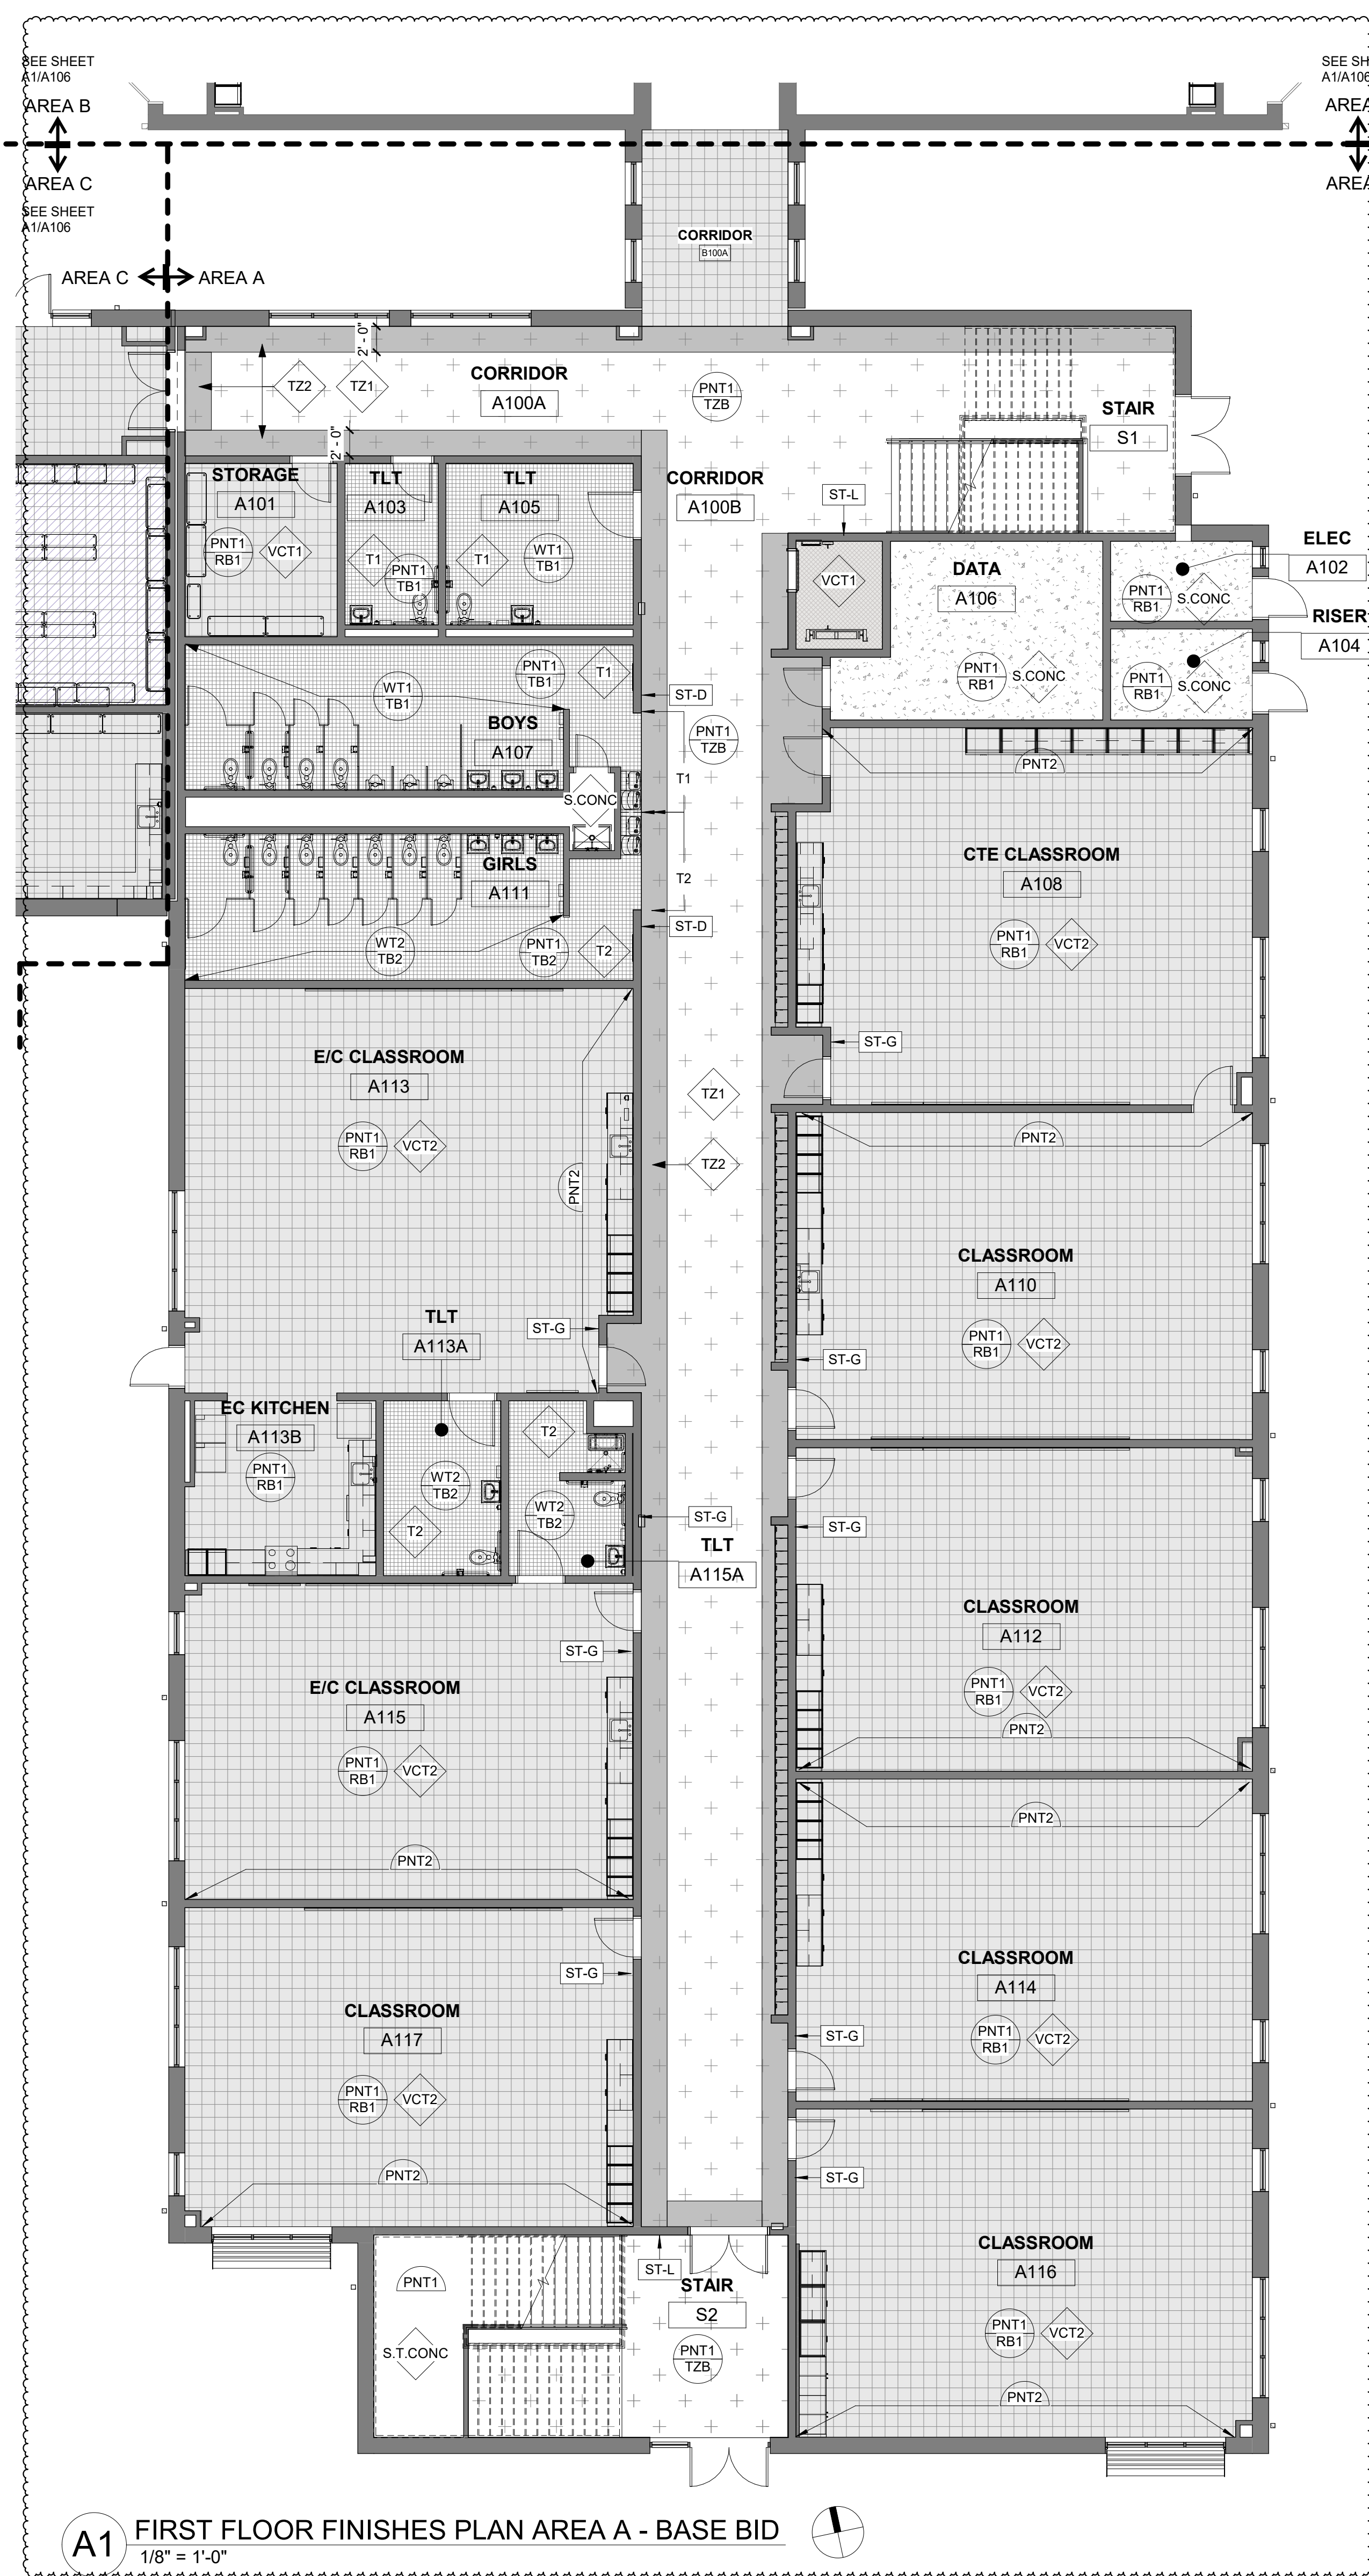 SEE SHEET
A1/A106
SEE SH
A1/A106
AREA B
AREA
AREA C
AREA
SEE SHEET
A1/A106
AREA C
AREA A
CORRIDOR
B100A
2' - 0"
TZ2
TZ1
CORRIDOR
A100A
PNT1
TZB
STAIR
S1
2' - 0"
STORAGE
A101
PNT1
RB1
VCT1
TLT
A103
T1
PNT1
TB1
TLT
A105
T1
WT1
TB1
CORRIDOR
A100B
ST-L
VCT1
DATA
A106
PNT1
RB1
S.CONC
ELEC
A102
PNT1
RB1
S.CONC
RISER
A104
PNT1
RB1
S.CONC
WT1
TB1
PNT1
TB1
T1
BOYS
A107
ST-D
PNT1
TZB
T1
S.CONC
PNT2
GIRLS
A111
T2
ST-D
WT2
TB2
PNT1
TB2
T2
CTE CLASSROOM
A108
PNT1
RB1
VCT2
ST-G
E/C CLASSROOM
A113
PNT1
RB1
VCT2
PNT2
TZ1
TZ2
PNT2
CLASSROOM
A110
PNT1
RB1
VCT2
ST-G
TLT
A113A
ST-G
EC KITCHEN
A113B
PNT1
RB1
WT2
TB2
T2
T2
WT2
TB2
ST-G
TLT
A115A
ST-G
CLASSROOM
A112
PNT1
RB1
VCT2
PNT2
ST-G
E/C CLASSROOM
A115
PNT1
RB1
VCT2
PNT2
PNT2
CLASSROOM
A114
PNT1
RB1
VCT2
ST-G
ST-G
CLASSROOM
A117
PNT1
RB1
VCT2
PNT2
ST-G
CLASSROOM
A116
PNT1
RB1
VCT2
PNT2
PNT1
S.T.CONC
ST-L
STAIR
S2
PNT1
TZB
A1
FIRST FLOOR FINISHES PLAN AREA A - BASE BID
1/8" = 1'-0"